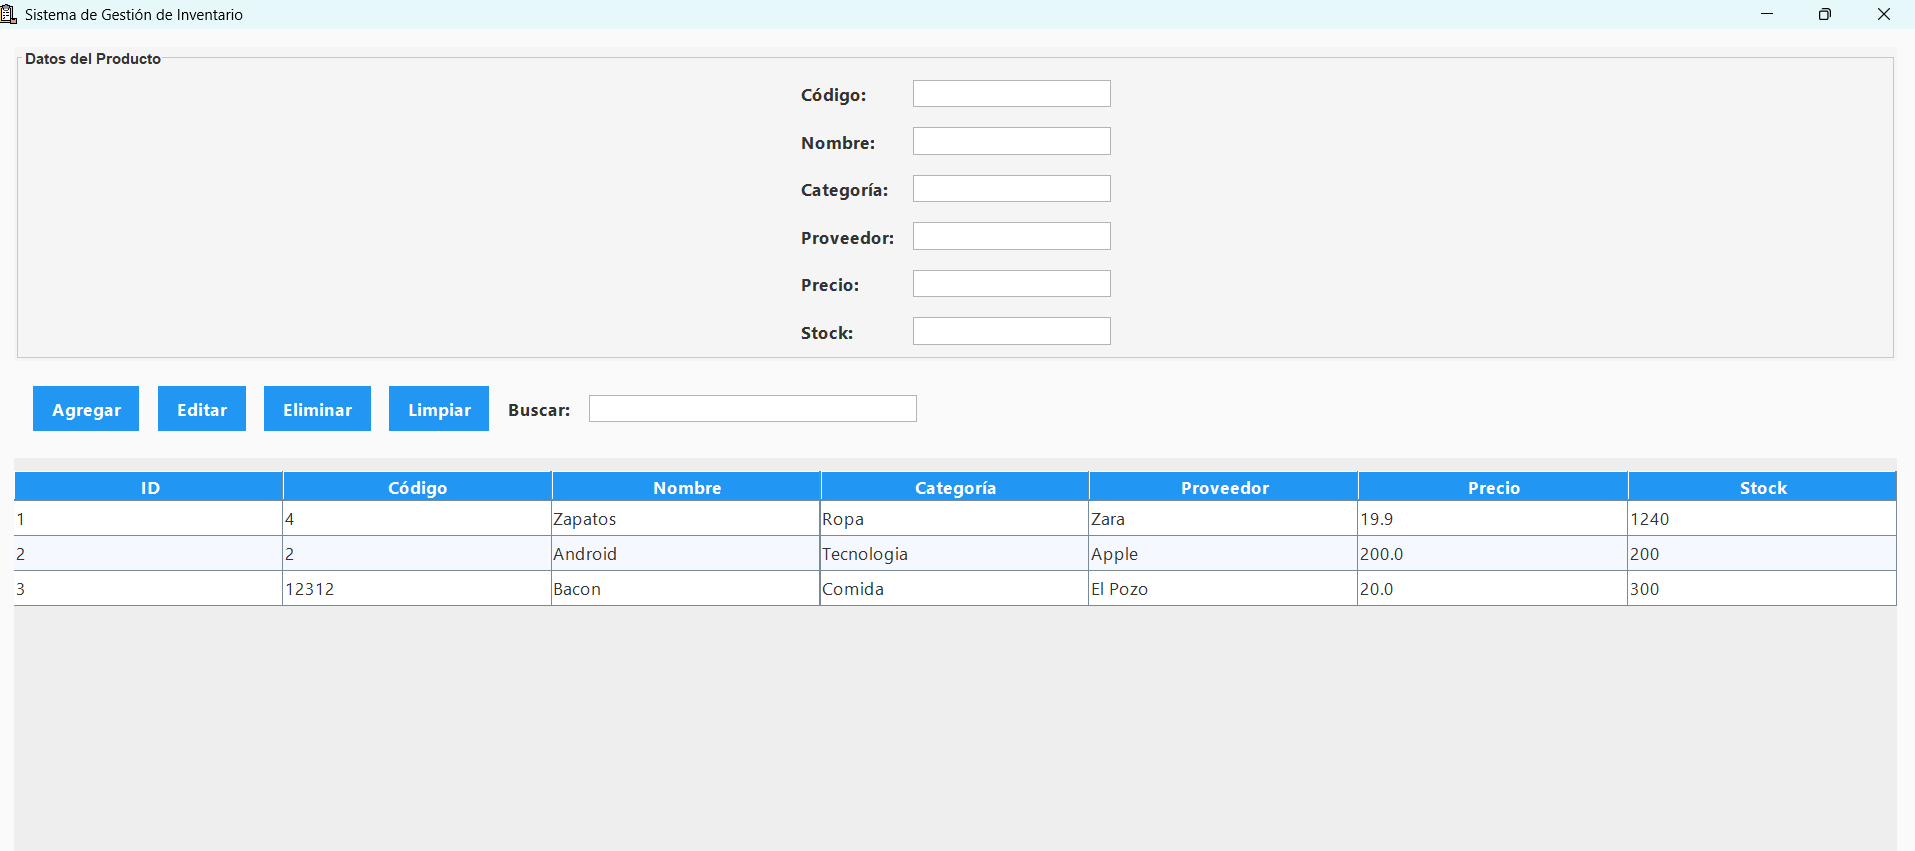 Sistema de Gestión de Inventario
Datos del Producto
Código:
Nombre:
Categoría:
Proveedor:
Precio:
Stock:
Agregar Editar Eliminar Limpiar Buscar:
ID Código Nombre Categoría Proveedor Precio Stock
1 4 Zapatos Ropa Zara 19.9 1240
2 2 Android Tecnologia Apple 200.0 200
3 12312 Bacon Comida El Pozo 20.0 300